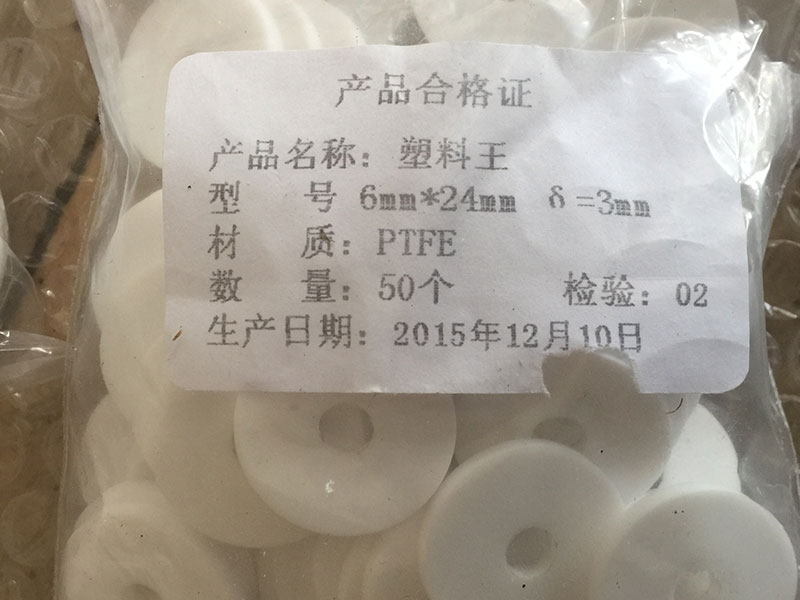 产品合格证
产品名称：塑料王
型 号 6mm*24mm δ=3mm
材 质：PTFE
数 量：50个 检验：02
生产日期：2015年12月10日